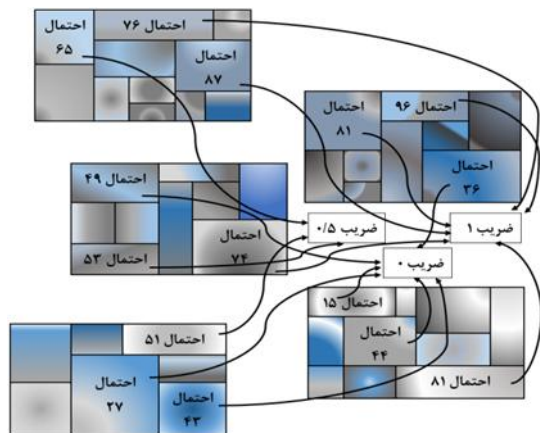 احتمال
۶۵
احتمال ۷۶
احتمال
۸۷
احتمال
۸۱
احتمال ۹۶
احتمال
۳۶
احتمال ۴۹
احتمال ۵۳
احتمال
۷۴
ضریب ۰/۵
ضریب ۱
ضریب ۰
احتمال ۱۵
احتمال
۴۴
احتمال ۸۱
احتمال ۵۱
احتمال
۲۷
احتمال
۴۳